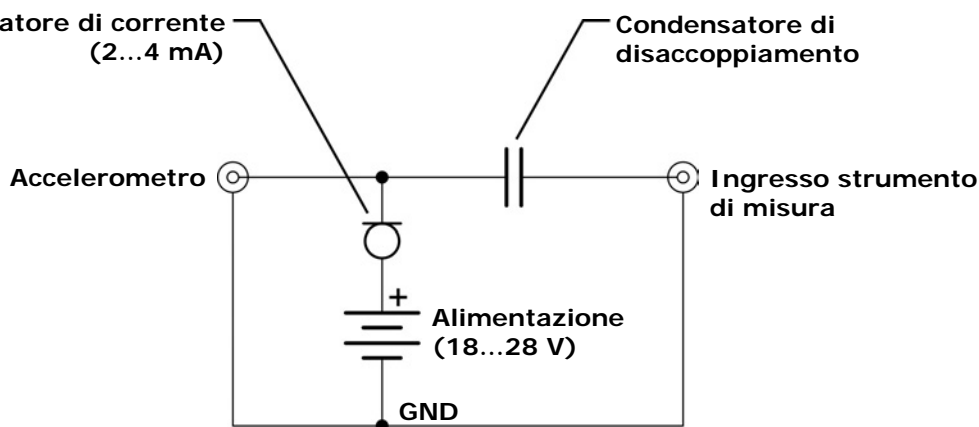 atore di corrente
(2...4 mA)
Condensatore di
disaccoppiamento
Accelerometro
Ingresso strumento
di misura
+
Alimentazione
(18...28 V)
GND